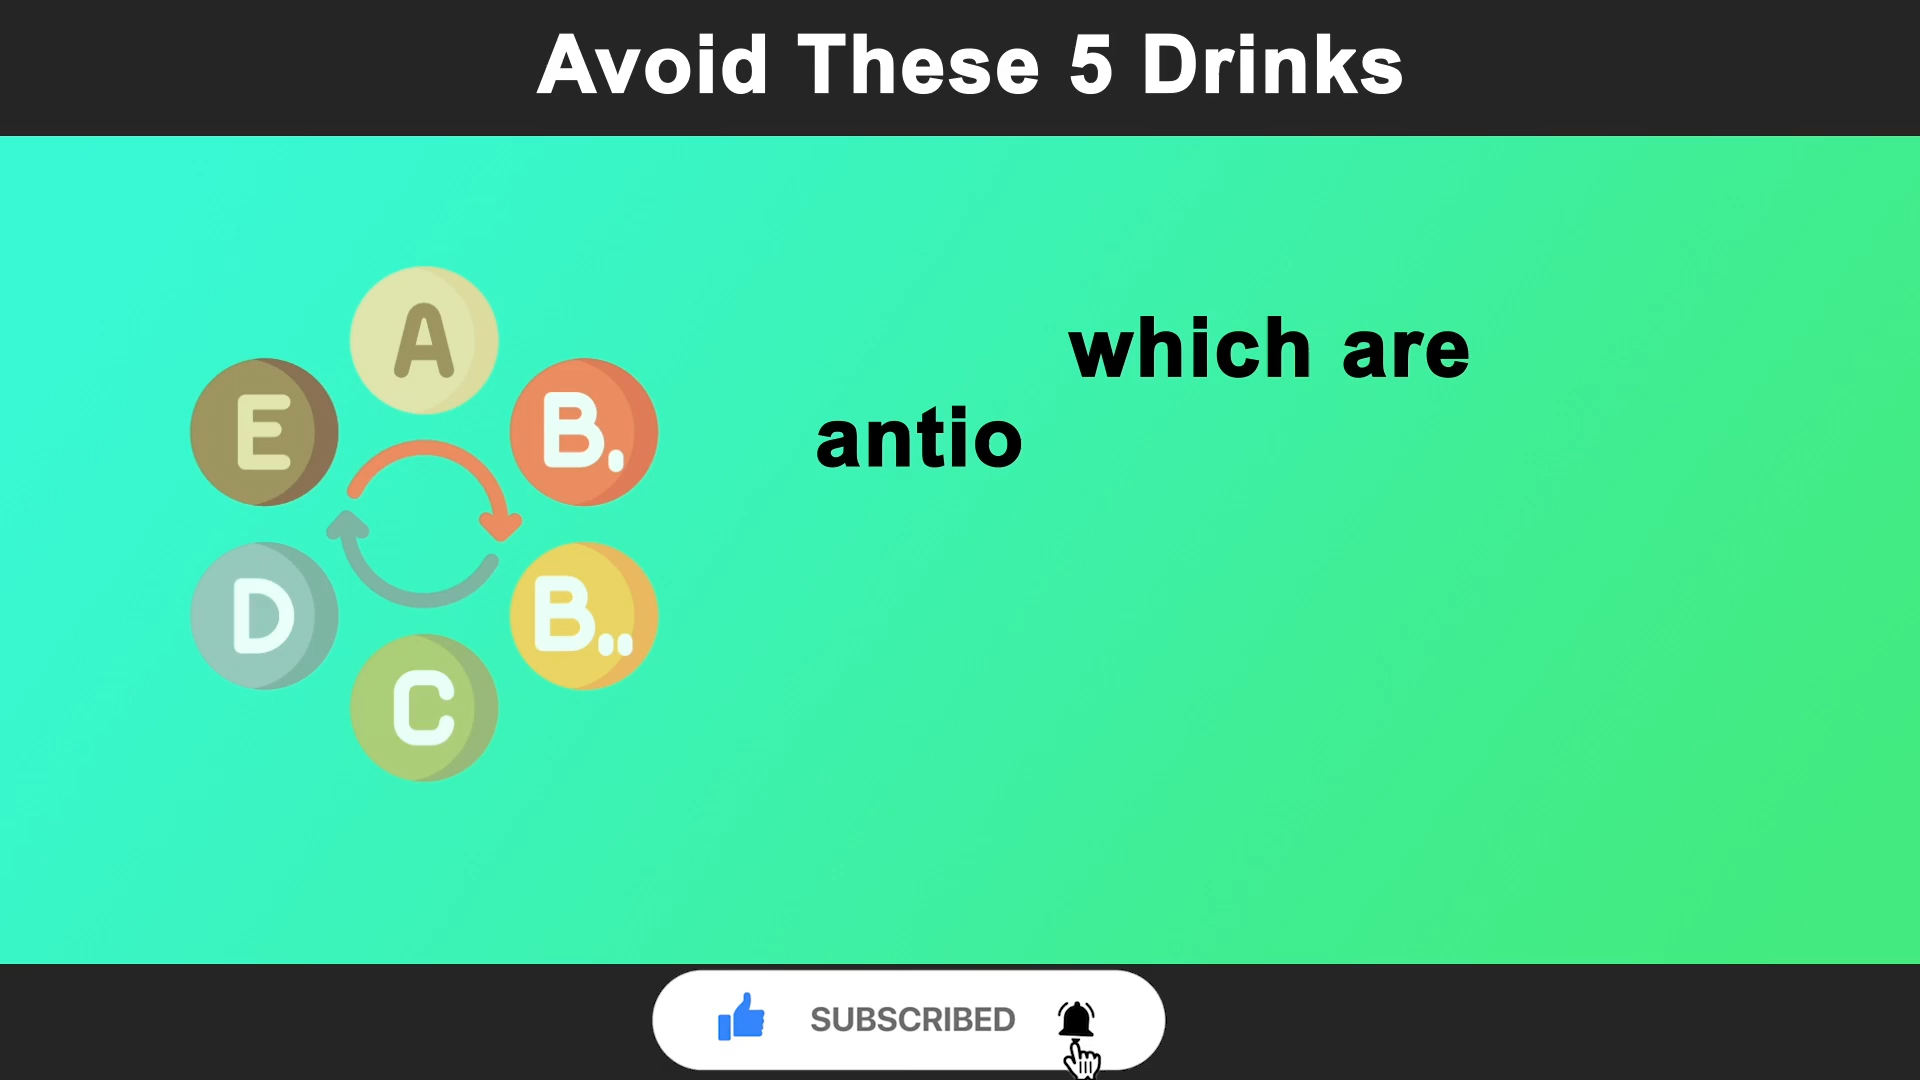 Avoid These 5 Drinks
A
E
B.
which are
antio
D
B..
C
SUBSCRIBED